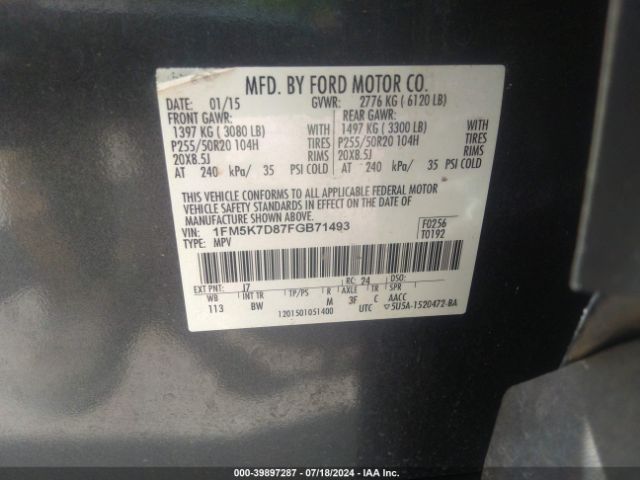 MFD. BY FORD MOTOR CO.
DATE: 01/15 GVWR: 2776 KG ( 6120 LB)
FRONT GAWR: REAR GAWR:
1397 KG ( 3080 LB) WITH 1497 KG ( 3300 LB) WITH
P255/50R20 104H TIRES P255/50R20 104H TIRES
20X8.5J RIMS 20X8.5J RIMS
AT 240 kPa/ 35 PSI COLD AT 240 kPa/ 35 PSI COLD
THIS VEHICLE CONFORMS TO ALL APPLICABLE FEDERAL MOTOR
VEHICLE SAFETY STANDARDS IN EFFECT ON THE DATE OF
MANUFACTURE SHOWN ABOVE.
VIN: 1FM5K7D87FGB71493 F0256
TYPE: MPV T0192
EXT PNT: J7 RC: 24 DSO:
WB INT TR TP/PS R AXLE TR SPR
113 BW M 3F C AACC
1201501051400 UTC ▽5U5A-1520472-BA
000-39897287 / 07/18/2024 - IAA Inc.